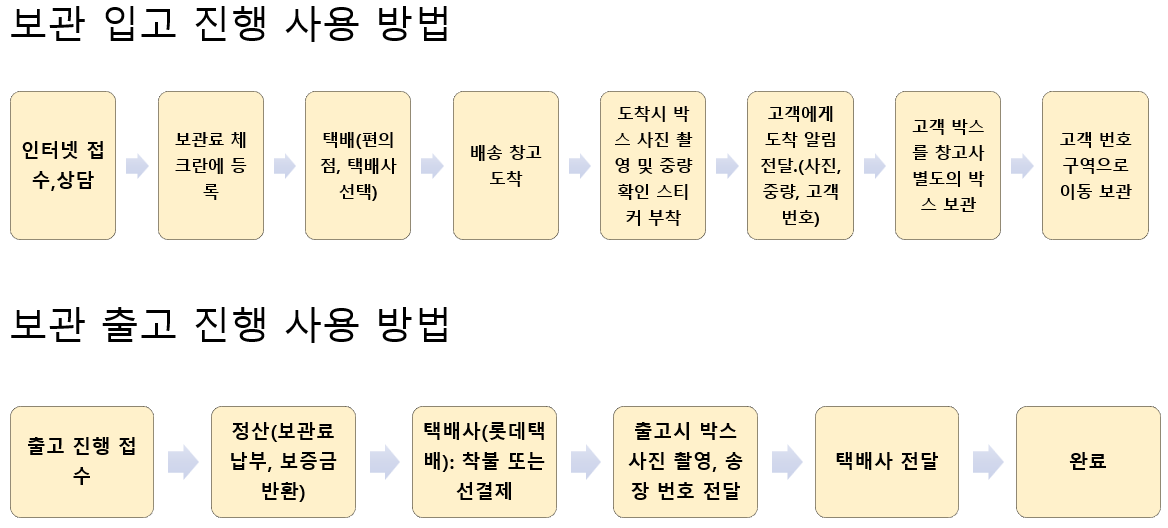 보관 입고 진행 사용 방법
인터넷 접
수,상담
보관료 체
크란에 등
록
택배(편의
점, 택배사
선택)
배송 창고
도착
도착시 박
스 사진 촬
영 및 중량
확인 스티
커 부착
고객에게
도착 알림
전달.(사진,
중량, 고객
번호)
고객 박스
를 창고사
별도의 박
스 보관
고객 번호
구역으로
이동 보관
보관 출고 진행 사용 방법
출고 진행 접
수
정산(보관료
납부, 보증금
반환)
택배사(롯데택
배): 착불 또는
선결제
출고시 박스
사진 촬영, 송
장 번호 전달
택배사 전달
완료